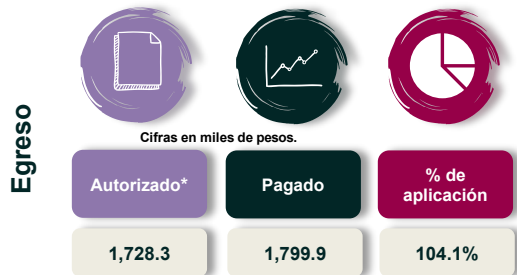 Egreso
Cifras en miles de pesos.
Autorizado*
Pagado
% de
aplicación
1,728.3
1,799.9
104.1%